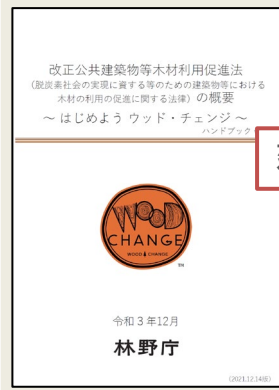 改正公共建築物等木材利用促進法
（脱炭素社会の実現に資する等のための建築物等における
木材の利用の促進に関する法律）の概要
～ はじめよう ウッド・チェンジ ～
ハンドブック
WOOD
CHANGE
WOOD CHANGE
TM
令和３年12月
林野庁
(2021.12.14版)